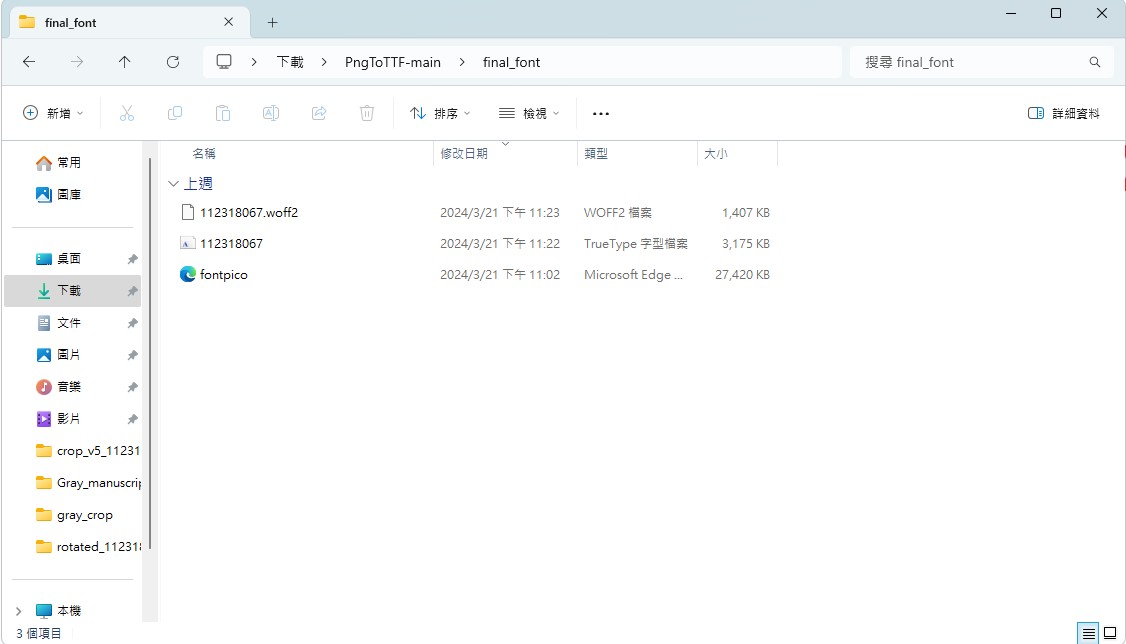 final_font
下載 PngToTTF-main final_font
搜尋 final_font
新增 排序 檢視 詳細資料
名稱 修改日期 類型 大小
上週
112318067.woff2 2024/3/21 下午 11:23 WOFF2 檔案 1,407 KB
112318067 2024/3/21 下午 11:22 TrueType 字型檔案 3,175 KB
fontpico 2024/3/21 下午 11:02 Microsoft Edge ... 27,420 KB
常用
圖庫
桌面
下載
文件
圖片
音樂
影片
crop_v5_11231
Gray_manuscrip
gray_crop
rotated_11231
本機
3 個項目